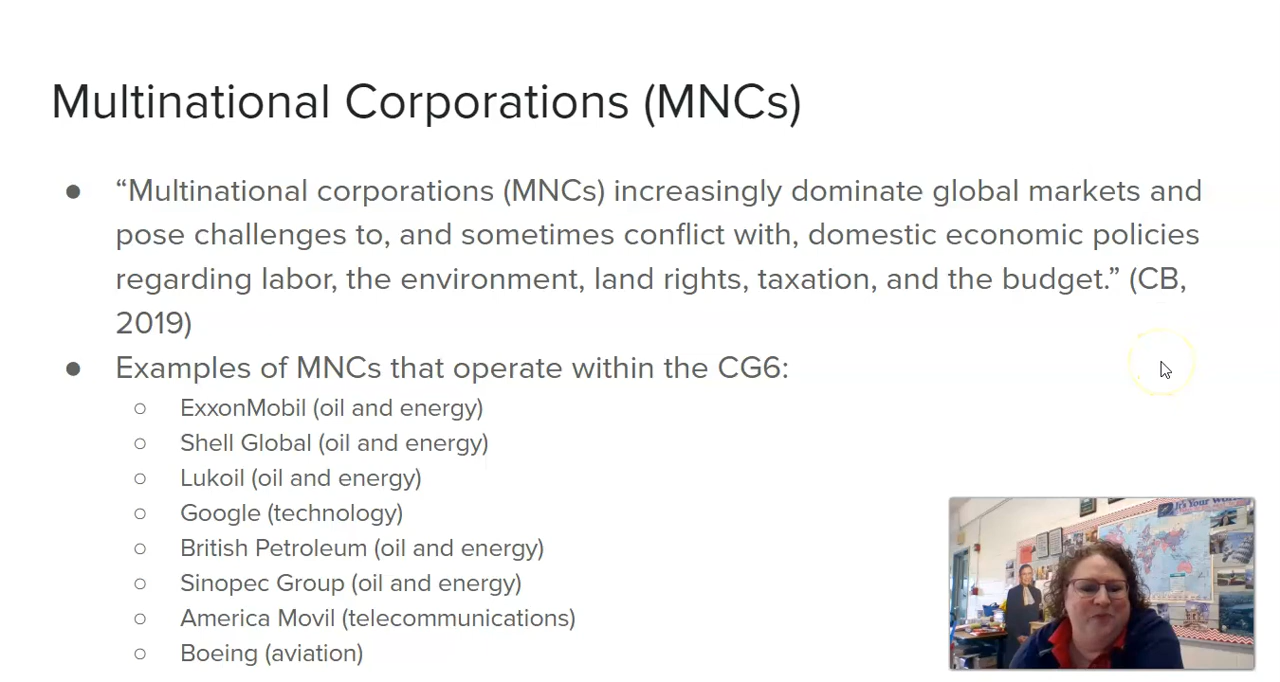 Multinational Corporations (MNCs)
● “Multinational corporations (MNCs) increasingly dominate global markets and
pose challenges to, and sometimes conflict with, domestic economic policies
regarding labor, the environment, land rights, taxation, and the budget.” (CB,
2019)
● Examples of MNCs that operate within the CG6:
○ ExxonMobil (oil and energy)
○ Shell Global (oil and energy)
○ Lukoil (oil and energy)
○ Google (technology)
○ British Petroleum (oil and energy)
○ Sinopec Group (oil and energy)
○ America Movil (telecommunications)
○ Boeing (aviation)
It's Your